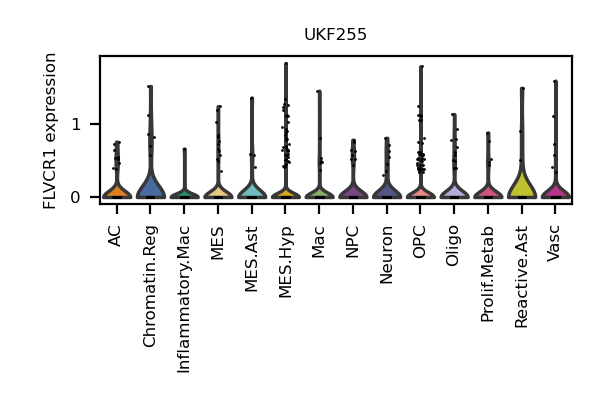 UKF255
FLVCR1 expression
1
0
AC
Chromatin.Reg
Inflammatory.Mac
MES
MES.Ast
MES.Hyp
Mac
NPC
Neuron
OPC
Oligo
Prolif.Metab
Reactive.Ast
Vasc